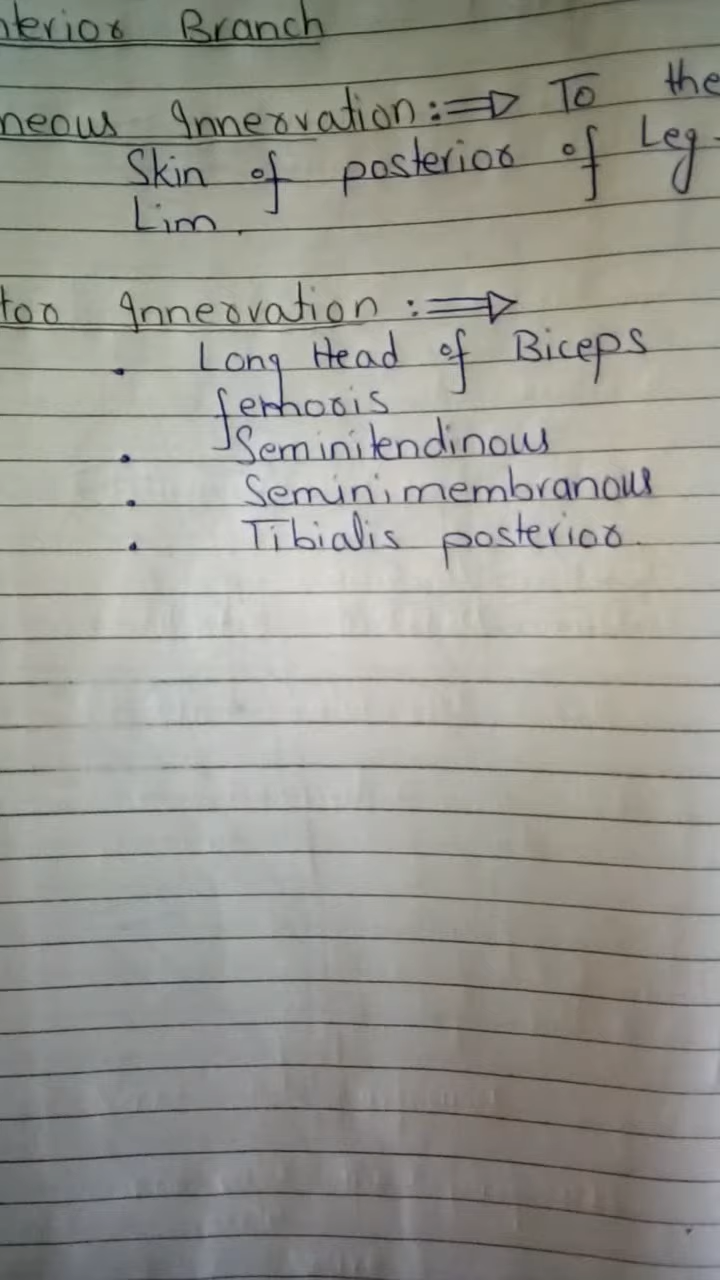 nterior Branch
neous Innervation :⇒ To the
Skin of posterior of Leg
Lim.
tor Innervation :⇒
• Long Head of Biceps
femoris
• Seminitendinous
• Seminimembranous
• Tibialis posterior.